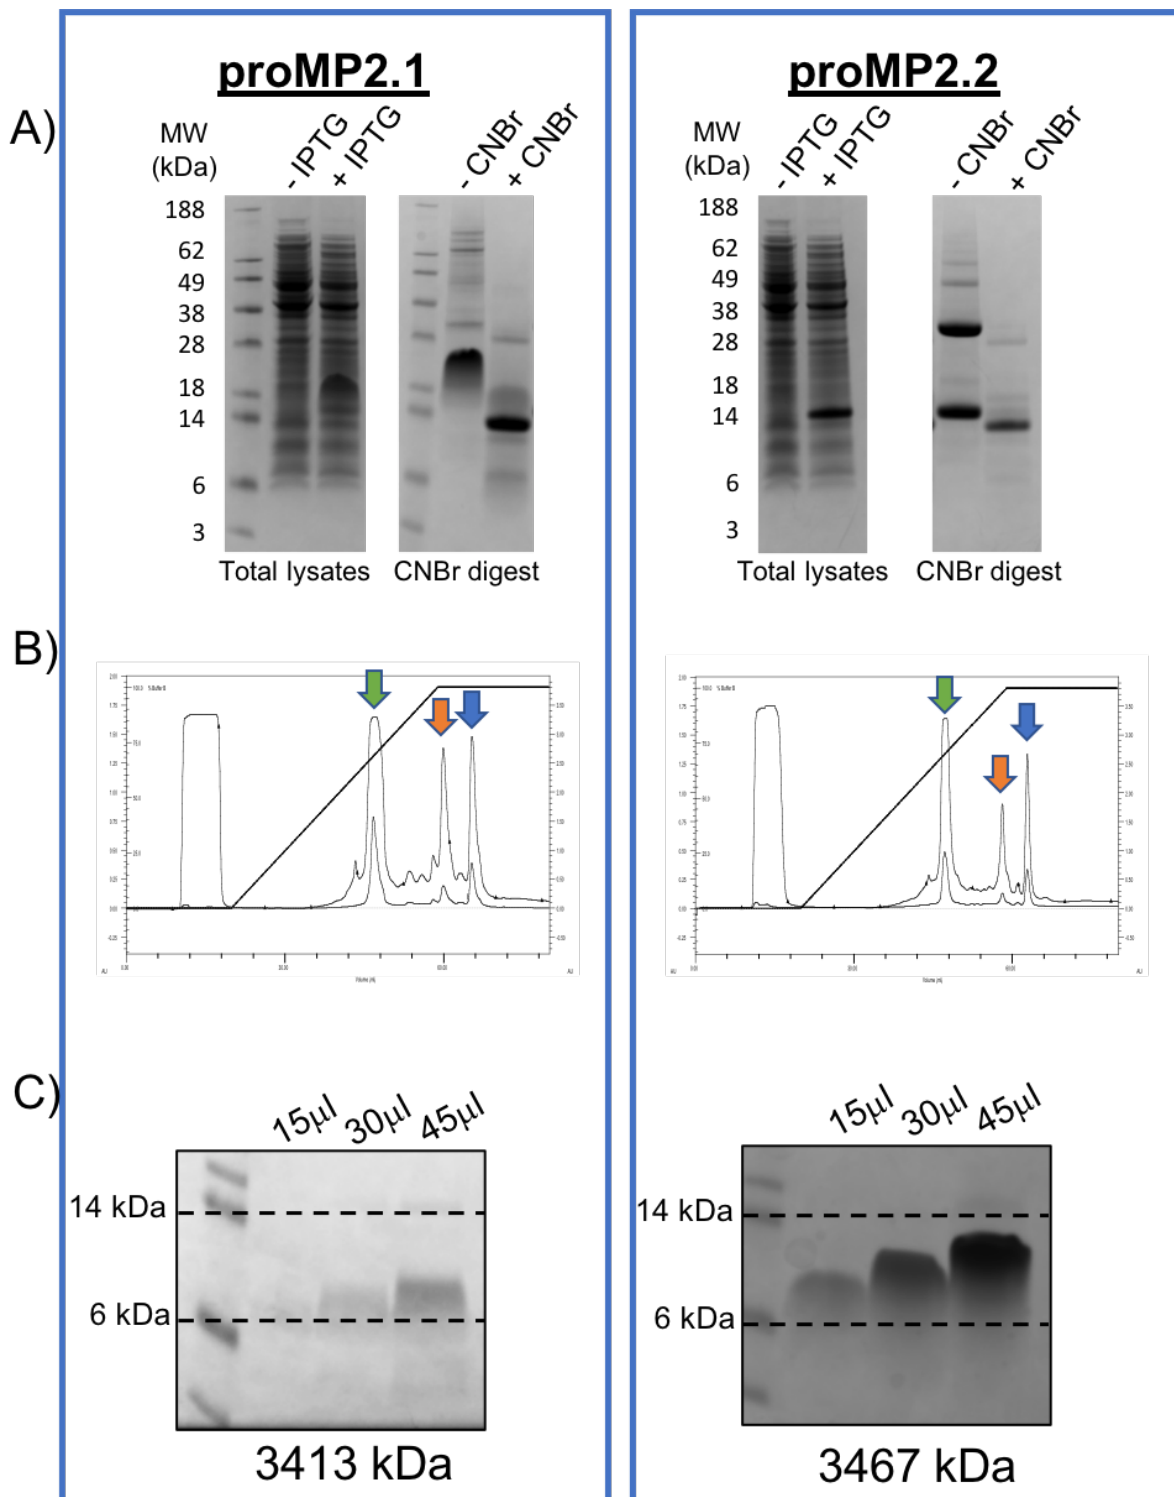 proMP2.1
proMP2.2
A)
MW
(kDa)
- IPTG
+ IPTG
- CNBr
+ CNBr
188
62
49
38
28
18
14
6
3
Total lysates
CNBr digest
MW
(kDa)
- IPTG
+ IPTG
- CNBr
+ CNBr
188
62
49
38
28
18
14
6
3
Total lysates
CNBr digest
B)
C)
15µl
30µl
45µl
14 kDa
6 kDa
3413 kDa
15µl
30µl
45µl
14 kDa
6 kDa
3467 kDa